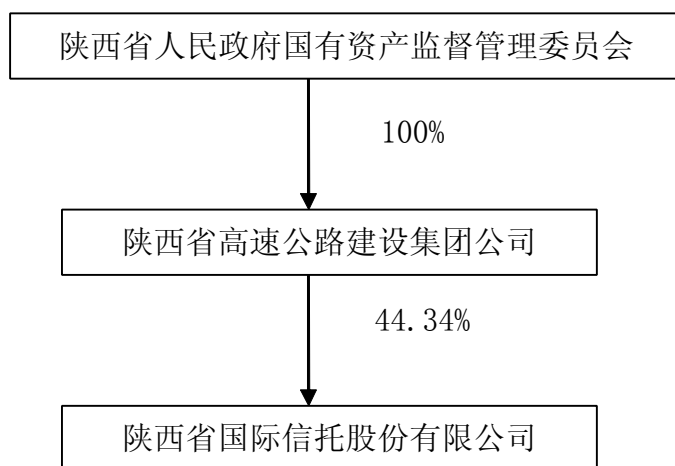 陕西省人民政府国有资产监督管理委员会
100%
陕西省高速公路建设集团公司
44.34%
陕西省国际信托股份有限公司